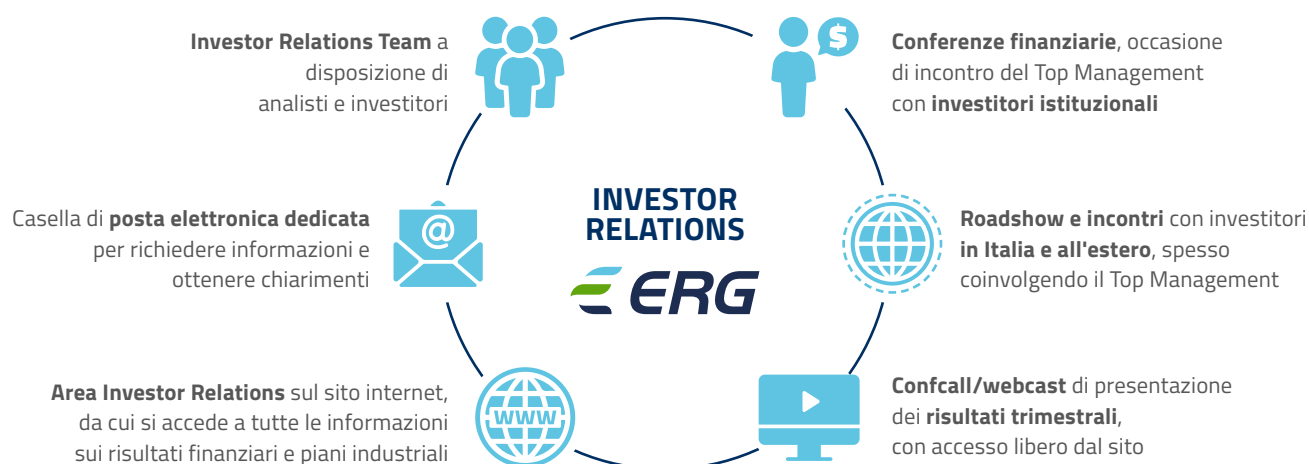 Investor Relations Team a
disposizione di
analisti e investitori
$
Conferenze finanziarie, occasione
di incontro del Top Management
con investitori istituzionali
Casella di posta elettronica dedicata
per richiedere informazioni e
ottenere chiarimenti
@
INVESTOR
RELATIONS
ERG
Roadshow e incontri con investitori
in Italia e all'estero, spesso
coinvolgendo il Top Management
Area Investor Relations sul sito internet,
da cui si accede a tutte le informazioni
sui risultati finanziari e piani industriali
WWW
Confcall/webcast di presentazione
dei risultati trimestrali,
con accesso libero dal sito